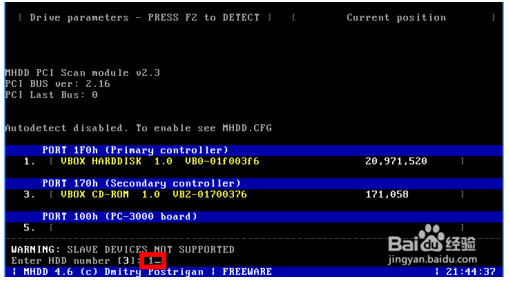 [ Drive parameters - PRESS F2 to DETECT ] [ Current position ]
MHDD PCI Scan module v2.3
PCI BUS ver: 2.16
PCI Last Bus: 0
Autodetect disabled. To enable see MHDD.CFG
PORT 1F0h (Primary controller)
1. [ VBOX HARDDISK 1.0 VB0-01f003f6 20,971,520 ]
PORT 170h (Secondary controller)
3. [ VBOX CD-ROM 1.0 VB2-01700376 171,058 ]
PORT 100h (PC-3000 board)
5. [
WARNING: SLAVE DEVICES NOT SUPPORTED
Enter HDD number [3]: 1_
| MHDD 4.6 (c) Dmitry Postrigan | FREEWARE | 21:44:37
Baidu 经验
jingyan.baidu.com